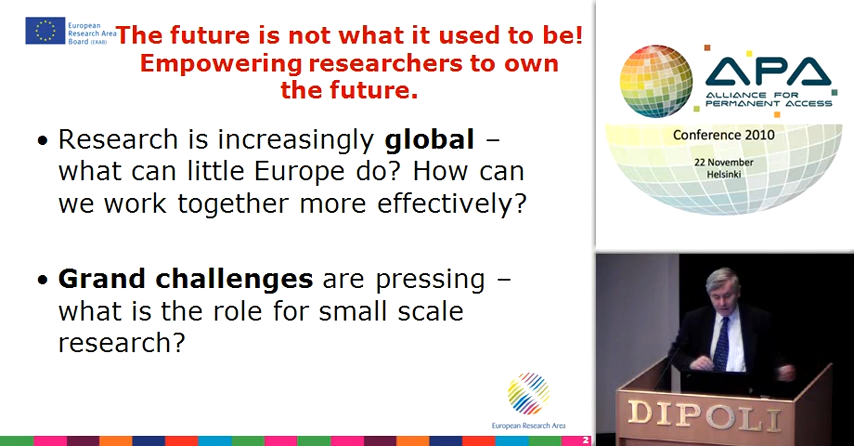 European
Research Area
Board (ERAB)
The future is not what it used to be!
Empowering researchers to own
the future.
• Research is increasingly global –
what can little Europe do? How can
we work together more effectively?
• Grand challenges are pressing –
what is the role for small scale
research?
European Research Area
2
APA
ALLIANCE FOR
PERMANENT ACCESS
Conference 2010
22 November
Helsinki
DIPOLI